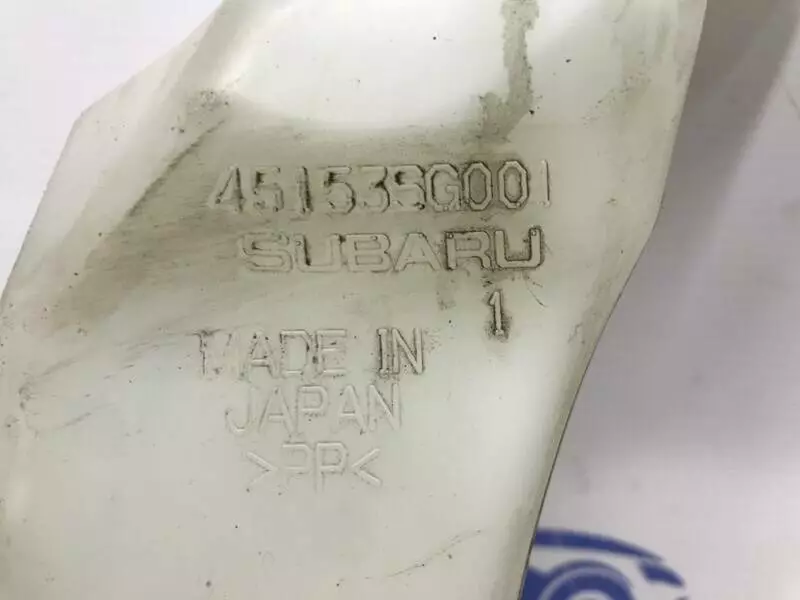 45153SG001
SUBARU
1
MADE IN
JAPAN
>PP<